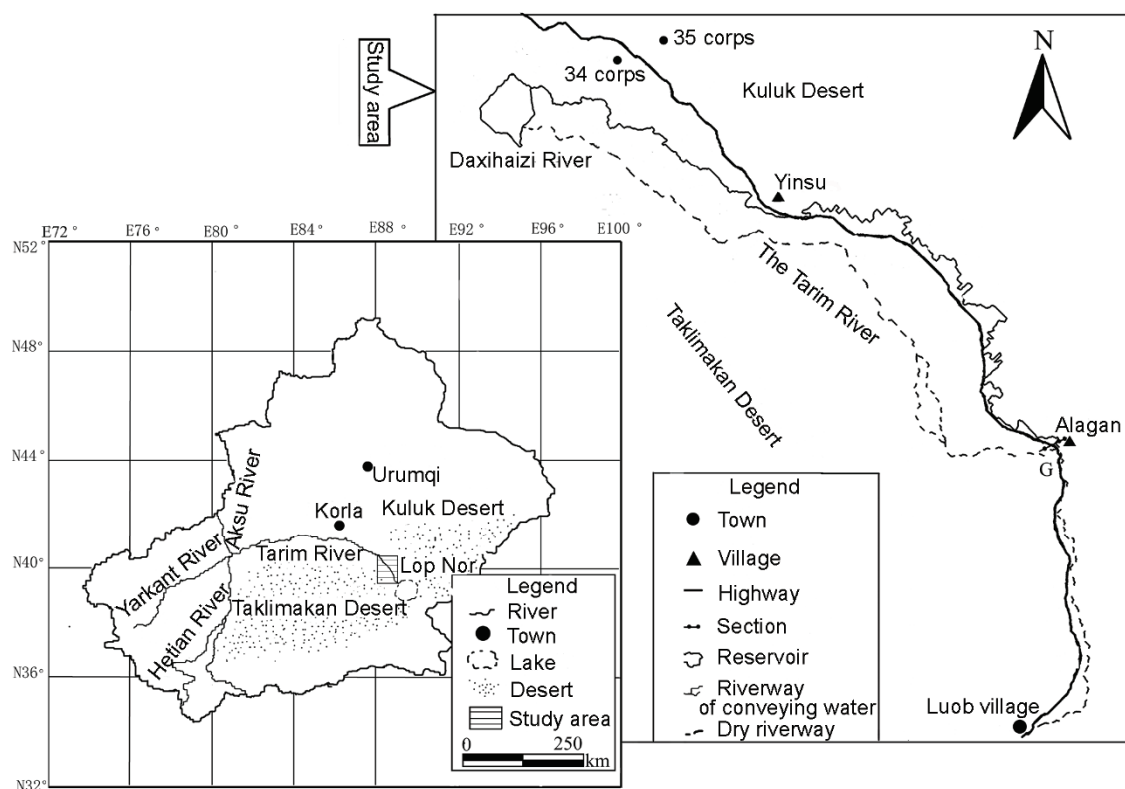 35 corps
34 corps
N
Study area
Kuluk Desert
Daxihaizi River
Yinsu
The Tarim River
Taklimakan Desert
Alagan
G
Luob village
Legend
Town
Village
Highway
Section
Reservoir
Riverway
of conveying water
Dry riverway
E72°
E76°
E80°
E84°
E88°
E92°
E96°
E100°
N52°
N48°
N44°
N40°
N36°
N32°
Urumqi
Korla
Kuluk Desert
Aksu River
Tarim River
Lop Nor
Yarkant River
Taklimakan Desert
Hetian River
Legend
River
Town
Lake
Desert
Study area
0 250
km